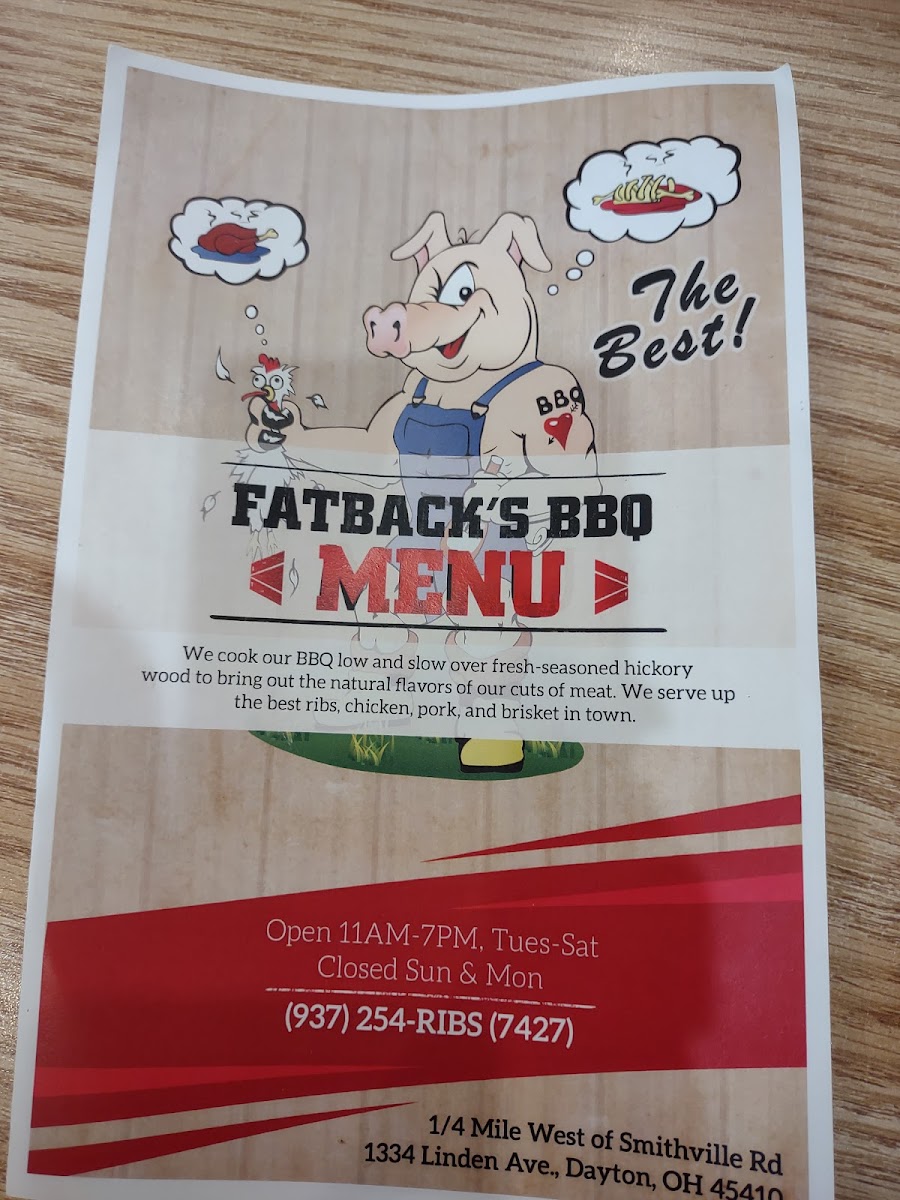 The
Best!
BBQ
FATBACK'S BBQ
MENU
We cook our BBQ low and slow over fresh-seasoned hickory
wood to bring out the natural flavors of our cuts of meat. We serve up
the best ribs, chicken, pork, and brisket in town.
Open 11AM-7PM, Tues-Sat
Closed Sun & Mon
(937) 254-RIBS (7427)
1/4 Mile West of Smithville Rd
1334 Linden Ave., Dayton, OH 45410